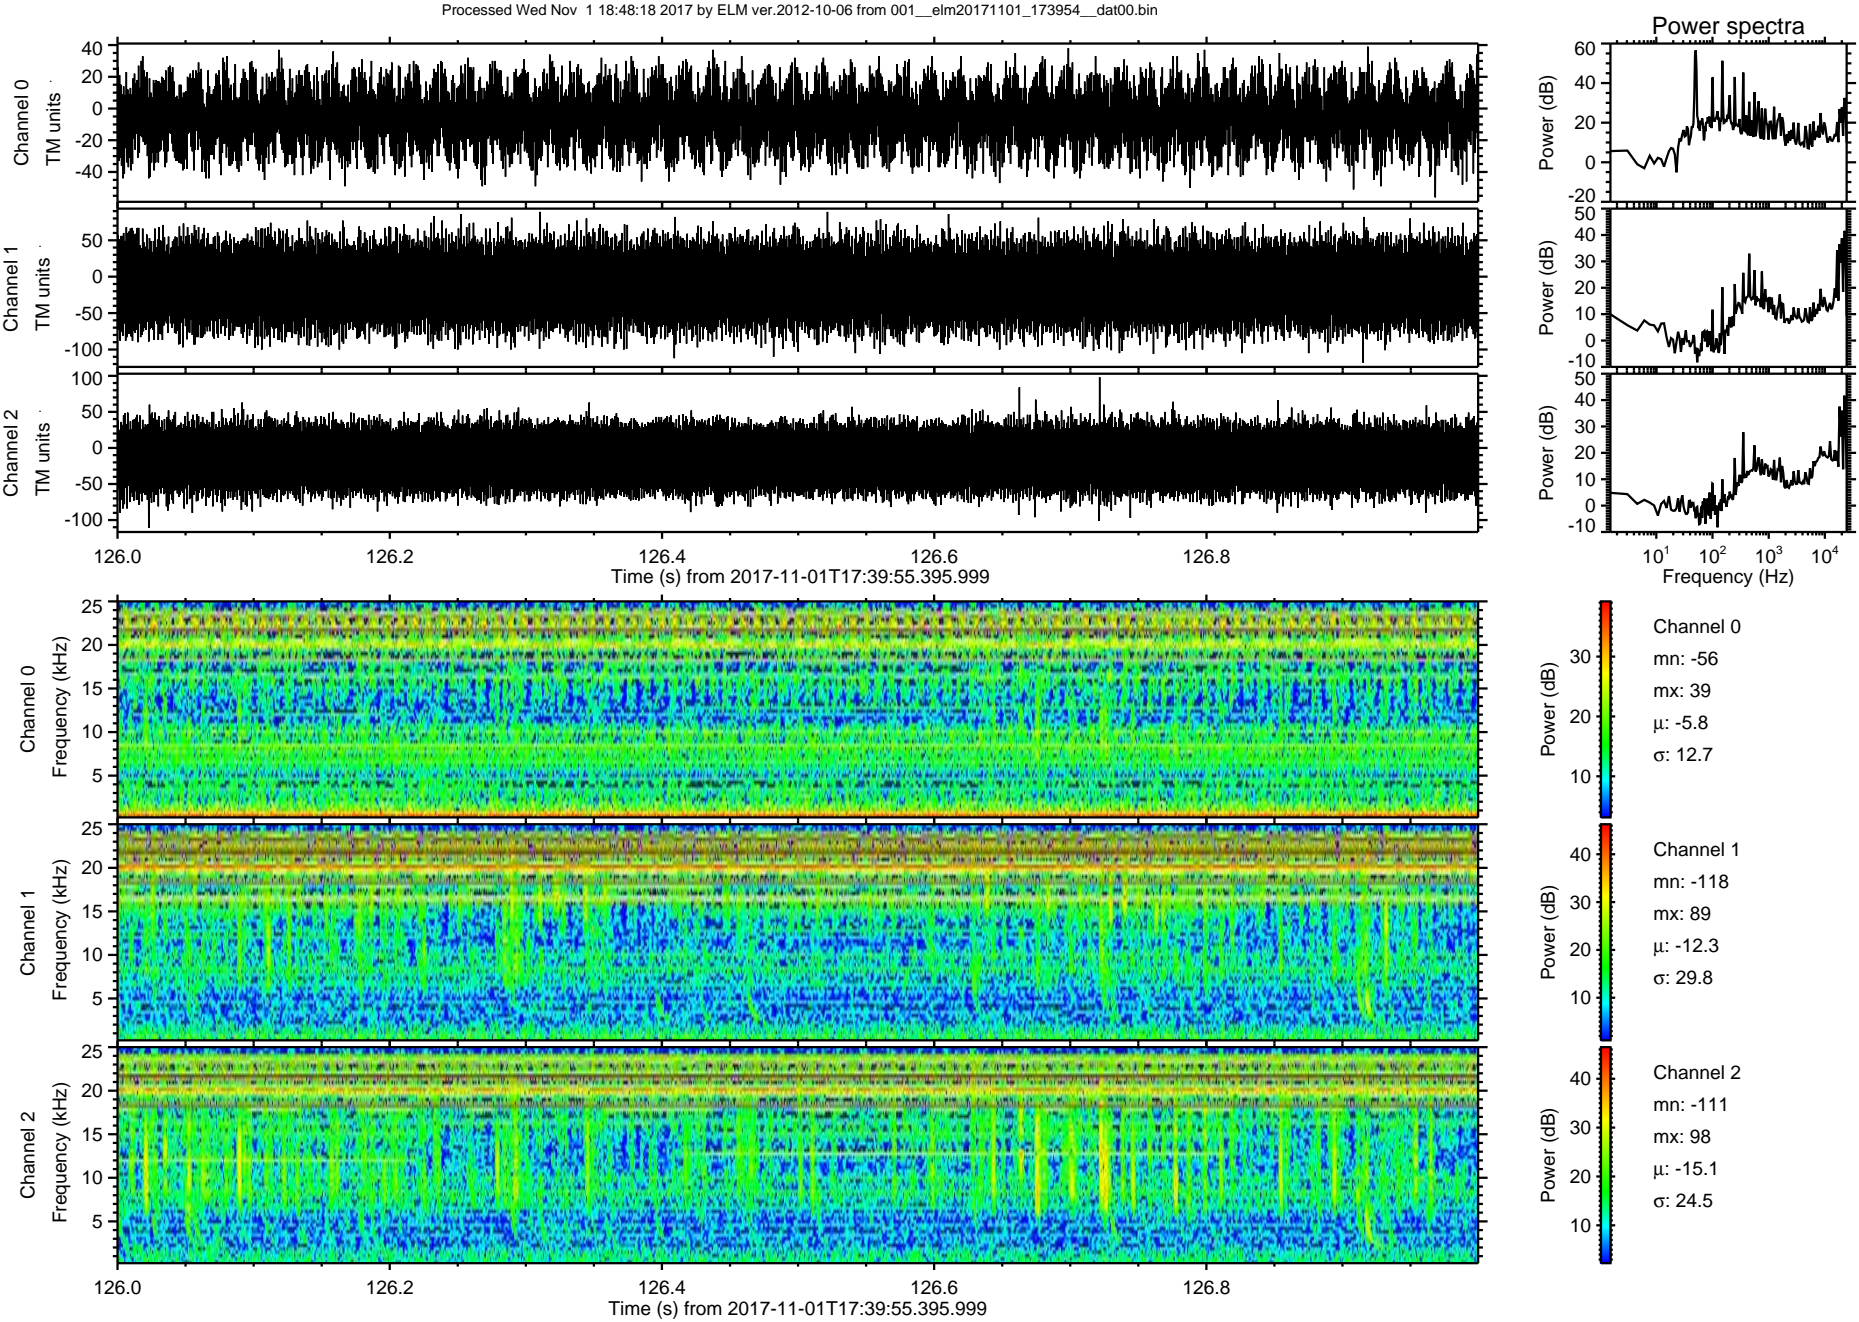 Processed Wed Nov  1 18:48:18 2017 by ELM ver.2012-10-06 from 001__elm20171101_173954__dat00.bin
Power spectra
Channel 0
TM units
40
20
0
-20
-40
Power (dB)
60
40
20
0
-20
Channel 1
TM units
50
0
-50
-100
Power (dB)
50
40
30
20
10
0
-10
Channel 2
TM units
100
50
0
-50
-100
Power (dB)
50
40
30
20
10
0
-10
126.0 126.2 126.4 126.6 126.8
Time (s) from 2017-11-01T17:39:55.395.999
10^1 10^2 10^3 10^4
Frequency (Hz)
Channel 0
Frequency (kHz)
25
20
15
10
5
Power (dB)
30
20
10
Channel 0
mn: -56
mx: 39
μ: -5.8
σ: 12.7
Channel 1
Frequency (kHz)
25
20
15
10
5
Power (dB)
40
30
20
10
Channel 1
mn: -118
mx: 89
μ: -12.3
σ: 29.8
Channel 2
Frequency (kHz)
25
20
15
10
5
Power (dB)
40
30
20
10
Channel 2
mn: -111
mx: 98
μ: -15.1
σ: 24.5
126.0 126.2 126.4 126.6 126.8
Time (s) from 2017-11-01T17:39:55.395.999